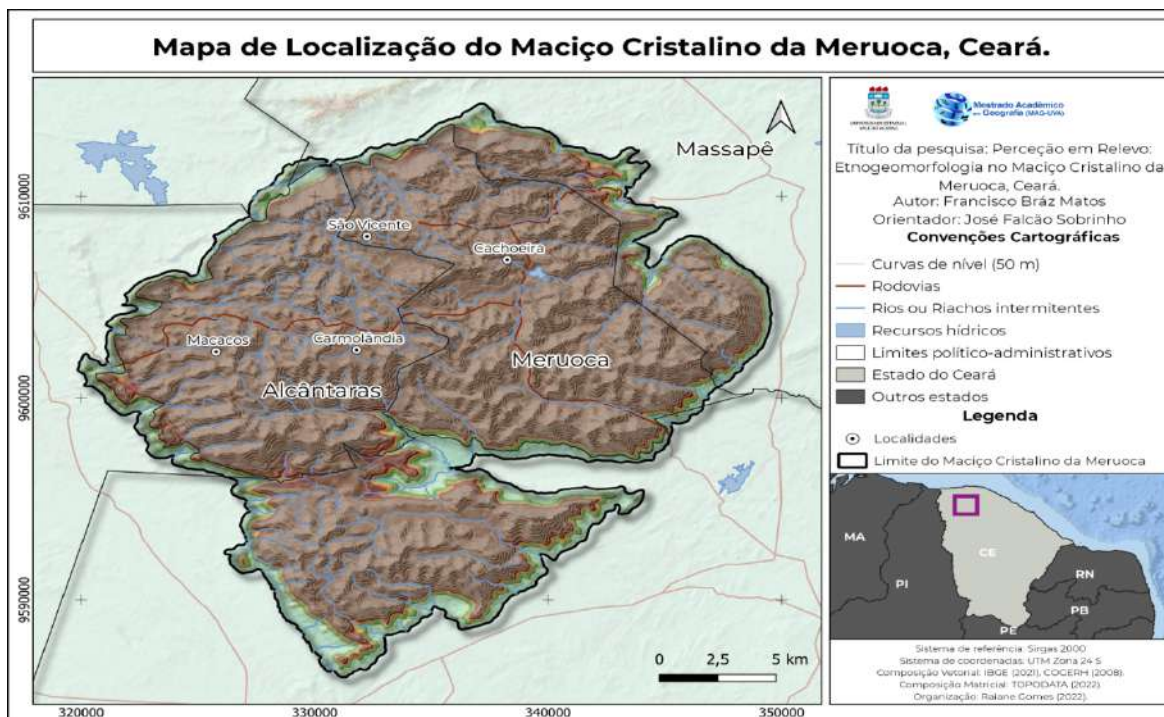 Mapa de Localização do Maciço Cristalino da Meruoca, Ceará.
Massapê
São Vicente
Cachoeira
Macacos
Carmolândia
Meruoca
Alcântaras
9610000
9600000
9590000
320000
330000
340000
350000
0 2,5 5 km
Mestrado Acadêmico
em Geografia (MAG-UVA)
Título da pesquisa: Perceção em Relevo:
Etnogeomorfologia no Maciço Cristalino da
Meruoca, Ceará.
Autor: Francisco Bráz Matos
Orientador: José Falcão Sobrinho
Convenções Cartográficas
Curvas de nível (50 m)
Rodovias
Rios ou Riachos intermitentes
Recursos hídricos
Limites político-administrativos
Estado do Ceará
Outros estados
Legenda
Localidades
Limite do Maciço Cristalino da Meruoca
MA
PI
CE
RN
PB
PE
Sistema de referência: Sirgas 2000
Sistema de coordenadas: UTM Zona 24 S
Composição Vetorial: IBGE (2021), COGERH (2008).
Composição Matricial: TOPODATA (2022).
Organização: Raiane Gomes (2022).